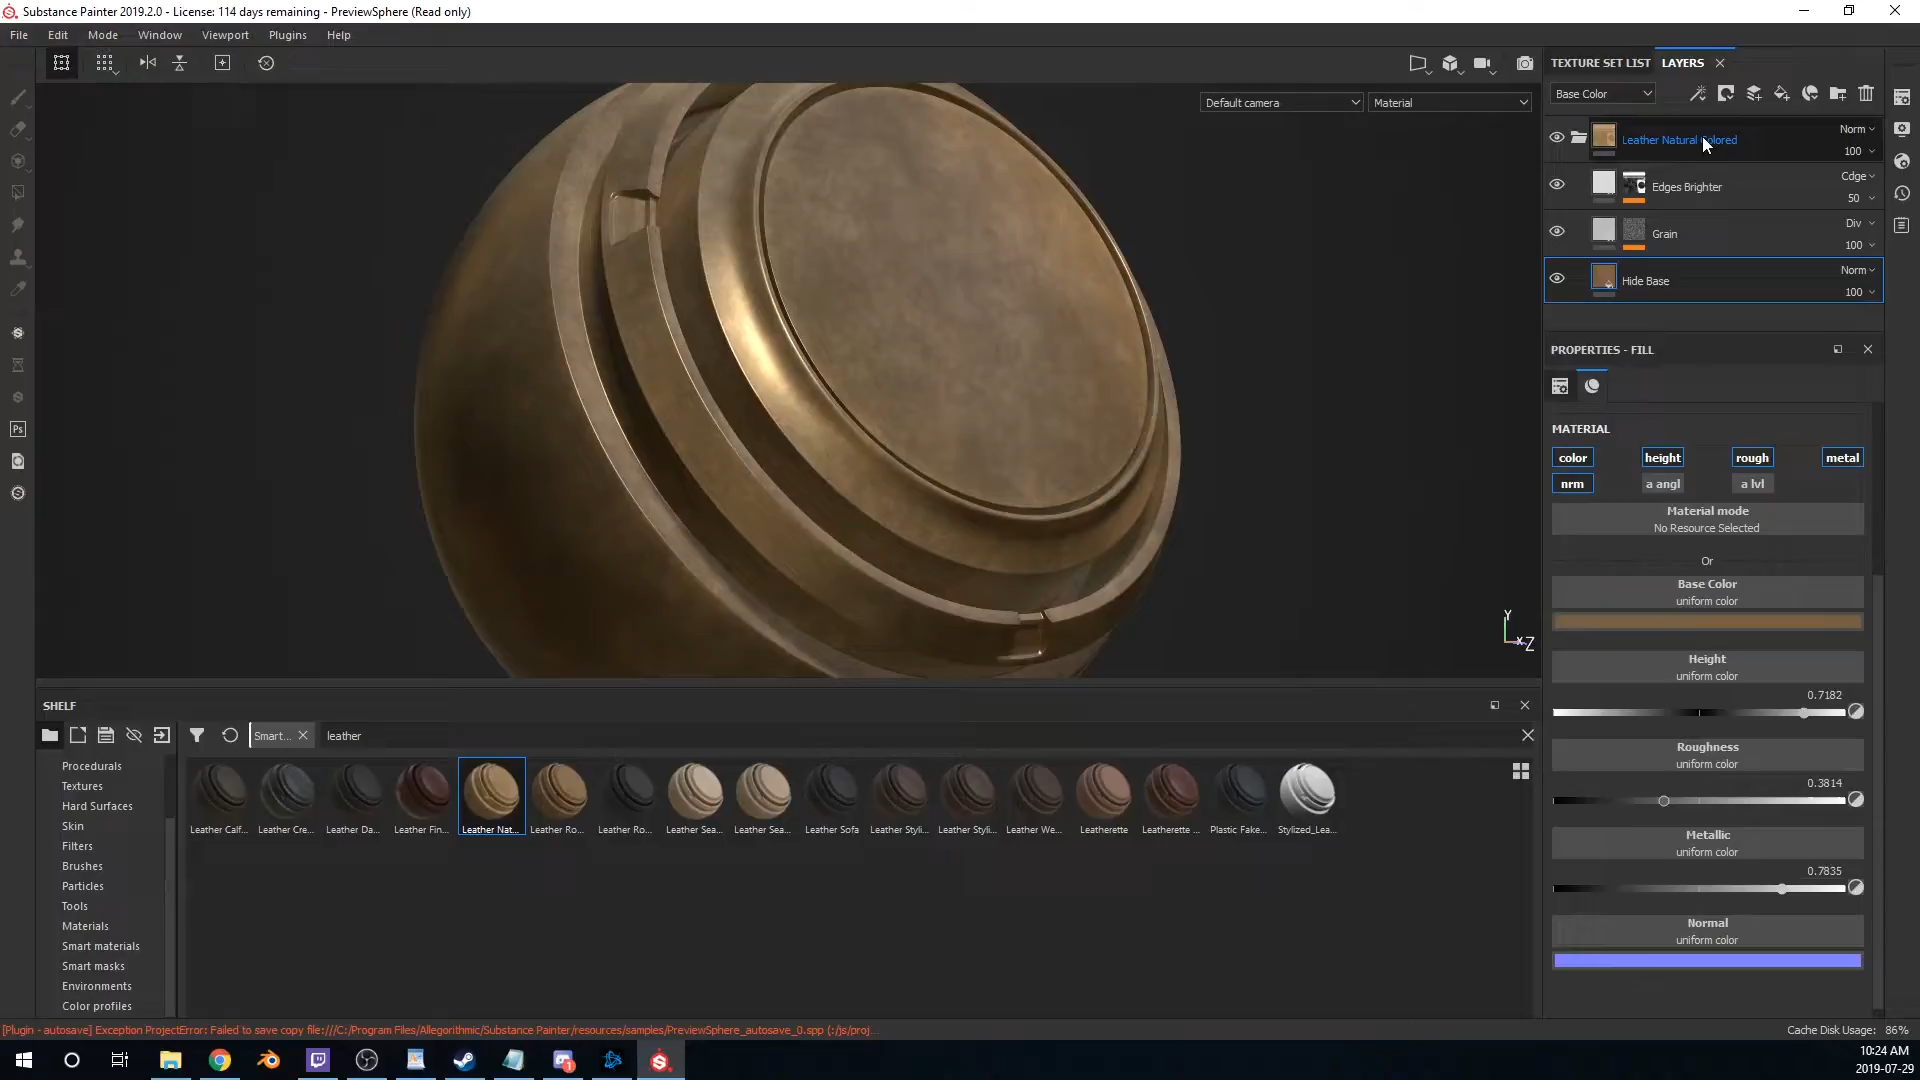 Substance Painter 2019.2.0 - License: 114 days remaining - PreviewSphere (Read only)
File Edit Mode Window Viewport Plugins Help
TEXTURE SET LIST LAYERS
Default camera Material
Base Color
Leather Natural Norm
100
Edges Brighter Cdge
50
Grain Div
100
Hide Base Norm
100
PROPERTIES - FILL
MATERIAL
color height rough metal
nrm a angl a lvl
Material mode
No Resource Selected
Or
Base Color
uniform color
Height
uniform color
0.7182
Roughness
uniform color
0.3814
Metallic
uniform color
0.7835
Normal
uniform color
Y
X Z
Ps
SHELF
Smart... leather
Procedurals
Textures
Hard Surfaces
Skin
Filters
Brushes
Particles
Tools
Materials
Smart materials
Smart masks
Environments
Color profiles
Leather Calf... Leather Cre... Leather Da... Leather Fin... Leather Nat... Leather Ro... Leather Ro... Leather Sea... Leather Sea... Leather Sofa Leather Styli... Leather Styli... Leather We... Leatherette Leatherette ... Plastic Fake... Stylized_Lea...
[Plugin - autosave] Exception ProjectError: Failed to save copy file:///C:/Program Files/Allegorithmic/Substance Painter/resources/samples/PreviewSphere_autosave_0.spp (:/js/proj...
Cache Disk Usage: 86%
1
10:24 AM
2019-07-29